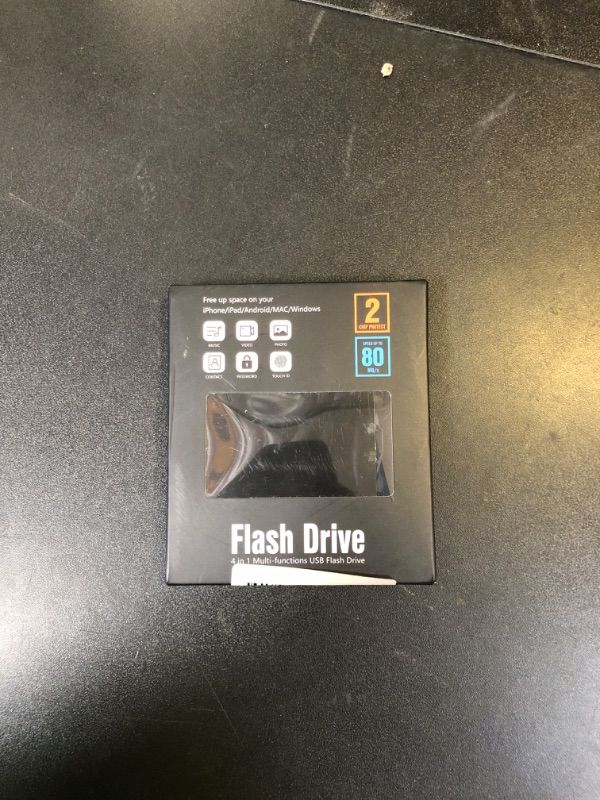 Free up space on your
iPhone/iPad/Android/MAC/Windows
2
CHIP PROTECT
SPEED UP TO
80
MB/s
MUSIC
VIDEO
PHOTO
CONTACT
PASSWORD
TOUCH ID
Flash Drive
4 in 1 Multi-functions USB Flash Drive